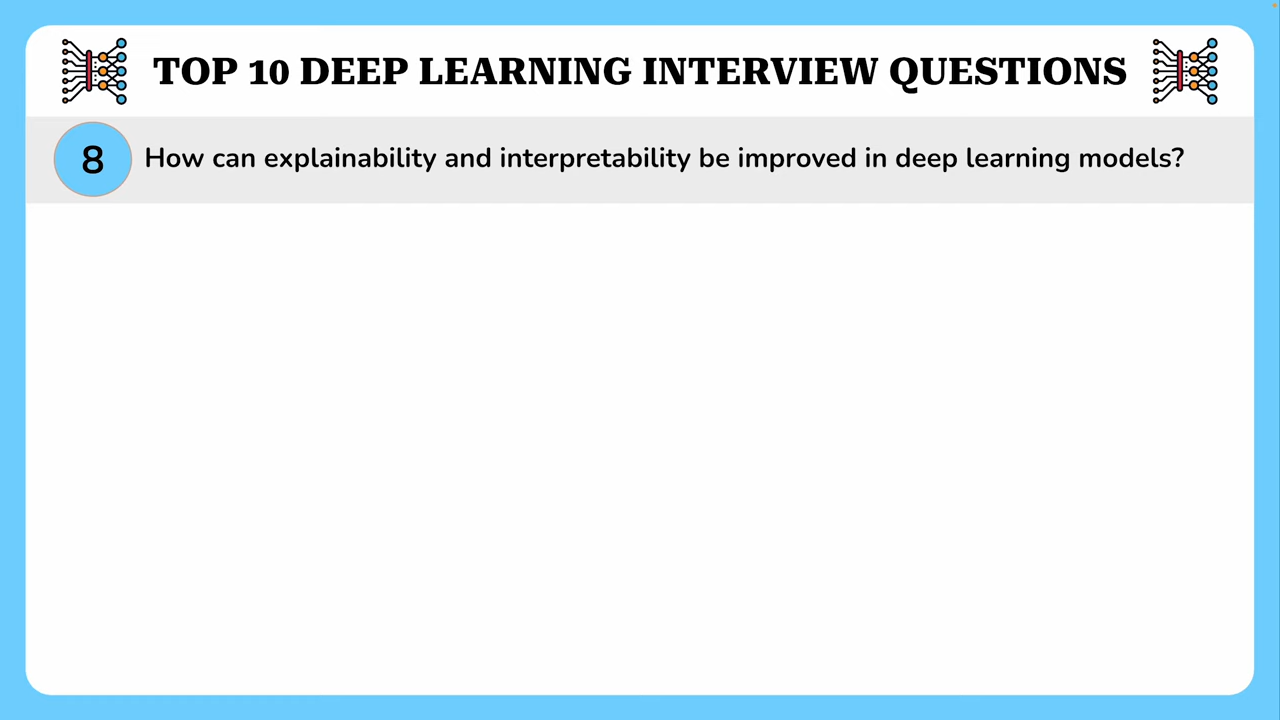 TOP 10 DEEP LEARNING INTERVIEW QUESTIONS
8 How can explainability and interpretability be improved in deep learning models?